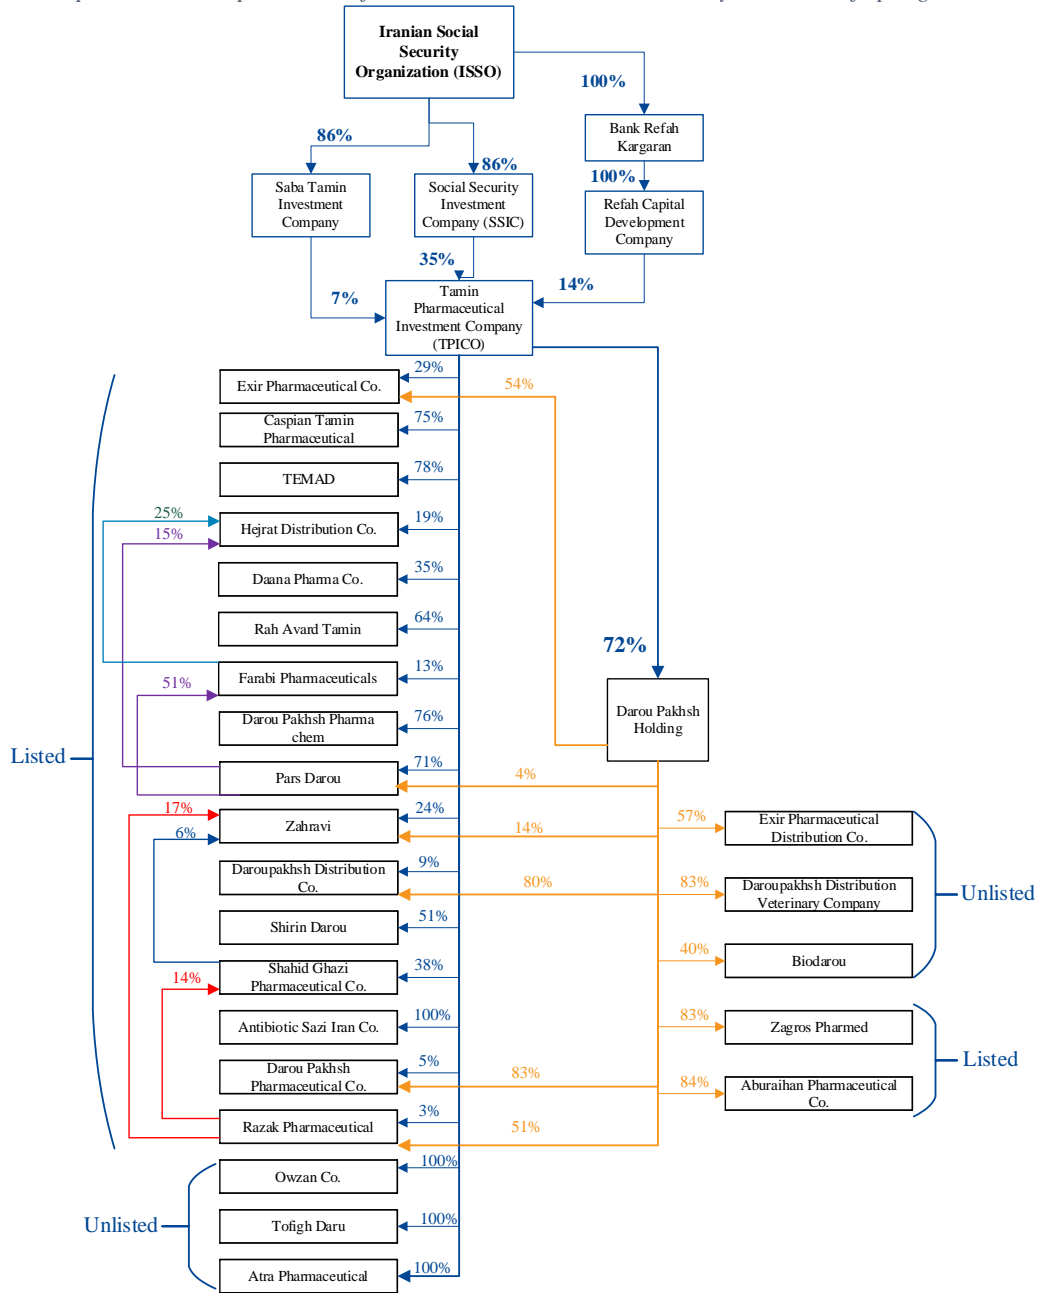 Iranian Social
Security
Organization (ISSO)
100%
Bank Refah
Kargaran
86%
86%
100%
Saba Tamin
Investment
Company
Social Security
Investment
Company (SSIC)
Refah Capital
Development
Company
35%
7%
14%
Tamin
Pharmaceutical
Investment Company
(TPICO)
29%
Exir Pharmaceutical Co.
54%
Caspian Tamin
Pharmaceutical
75%
TEMAD
78%
25%
15%
Hejrat Distribution Co.
19%
Daana Pharma Co.
35%
Rah Avard Tamin
64%
72%
51%
Farabi Pharmaceuticals
13%
Darou Pakhsh
Holding
Darou Pakhsh Pharma
chem
76%
Listed
Pars Darou
71%
4%
17%
6%
Zahravi
24%
14%
57%
Exir Pharmaceutical
Distribution Co.
Daroupakhsh Distribution
Co.
9%
80%
83%
Daroupakhsh Distribution
Veterinary Company
Unlisted
Shirin Darou
51%
40%
Biodarou
14%
Shahid Ghazi
Pharmaceutical Co.
38%
Antibiotic Sazi Iran Co.
100%
83%
Zagros Pharmed
Listed
Darou Pakhsh
Pharmaceutical Co.
5%
83%
84%
Aburaihan Pharmaceutical
Co.
Razak Pharmaceutical
3%
51%
Owzan Co.
100%
Unlisted
Tofigh Daru
100%
Atra Pharmaceutical
100%